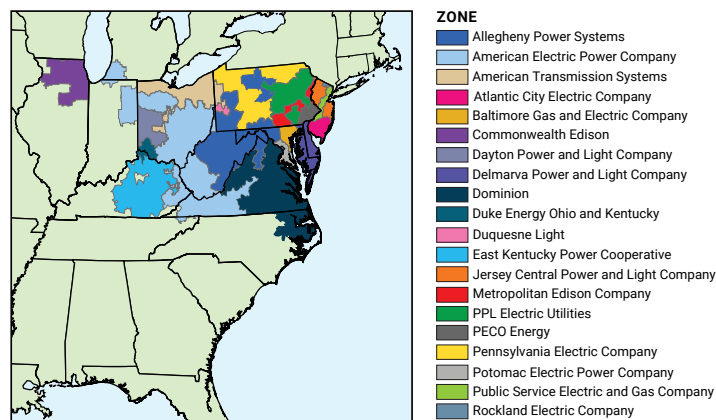 ZONE
Allegheny Power Systems
American Electric Power Company
American Transmission Systems
Atlantic City Electric Company
Baltimore Gas and Electric Company
Commonwealth Edison
Dayton Power and Light Company
Delmarva Power and Light Company
Dominion
Duke Energy Ohio and Kentucky
Duquesne Light
East Kentucky Power Cooperative
Jersey Central Power and Light Company
Metropolitan Edison Company
PPL Electric Utilities
PECO Energy
Pennsylvania Electric Company
Potomac Electric Power Company
Public Service Electric and Gas Company
Rockland Electric Company